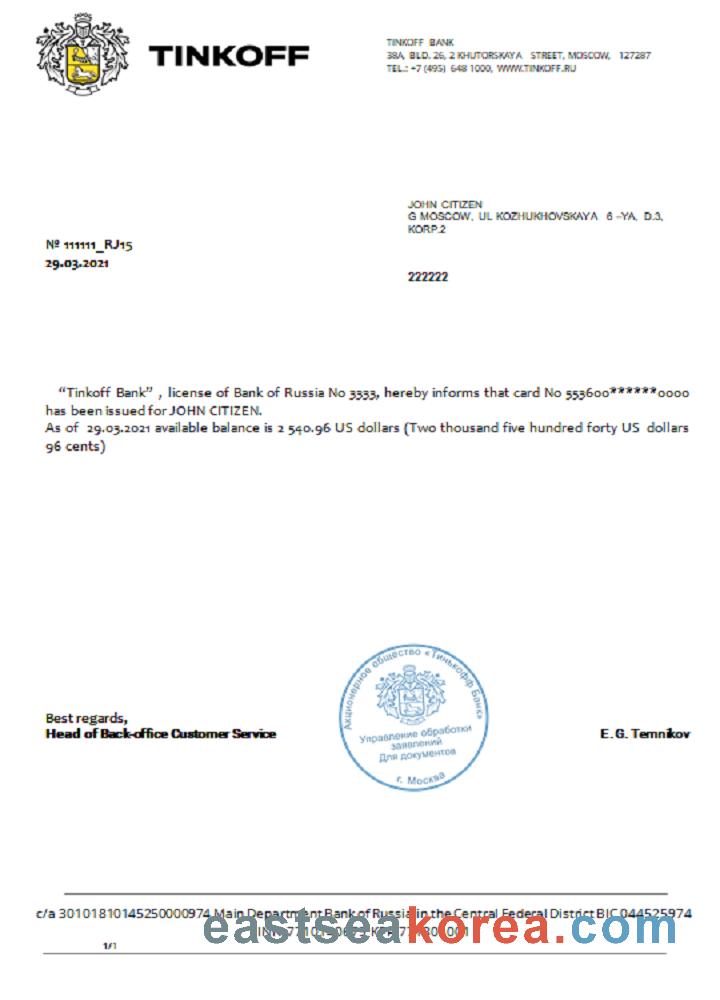 TINKOFF
TINKOFF BANK
38A, BLD. 26, 2 KHUTORSKAYA STREET, MOSCOW, 127287
TEL.: +7 (495) 648 1000, WWW.TINKOFF.RU
JOHN CITIZEN
G MOSCOW, UL KOZHUKHOVSKAYA 6 –YA, D.3,
KORP.2
№ 111111_RJ15
29.03.2021
222222
“Tinkoff Bank” , license of Bank of Russia No 3333, hereby informs that card No 553600******0000
has been issued for JOHN CITIZEN.
As of 29.03.2021 available balance is 2 540.96 US dollars (Two thousand five hundred forty US dollars
96 cents)
Акционерное общество «Тинькофф Банк»
Управление обработки
заявлений
Для документов
г. Москва
Best regards,
Head of Back-office Customer Service
E. G. Temnikov
c/a 30101810145250000974 Main Department Bank of Russia in the Central Federal District BIC 044525974
eastseakorea.com
1/1